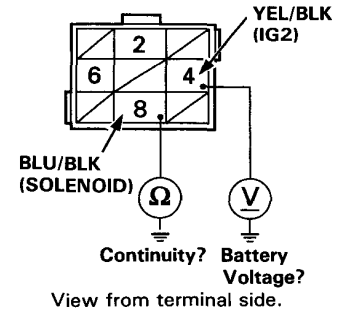 YEL/BLK
(IG2)
2
6
4
8
BLU/BLK
(SOLENOID)
Ω
V
Continuity? Battery
Voltage?
View from terminal side.